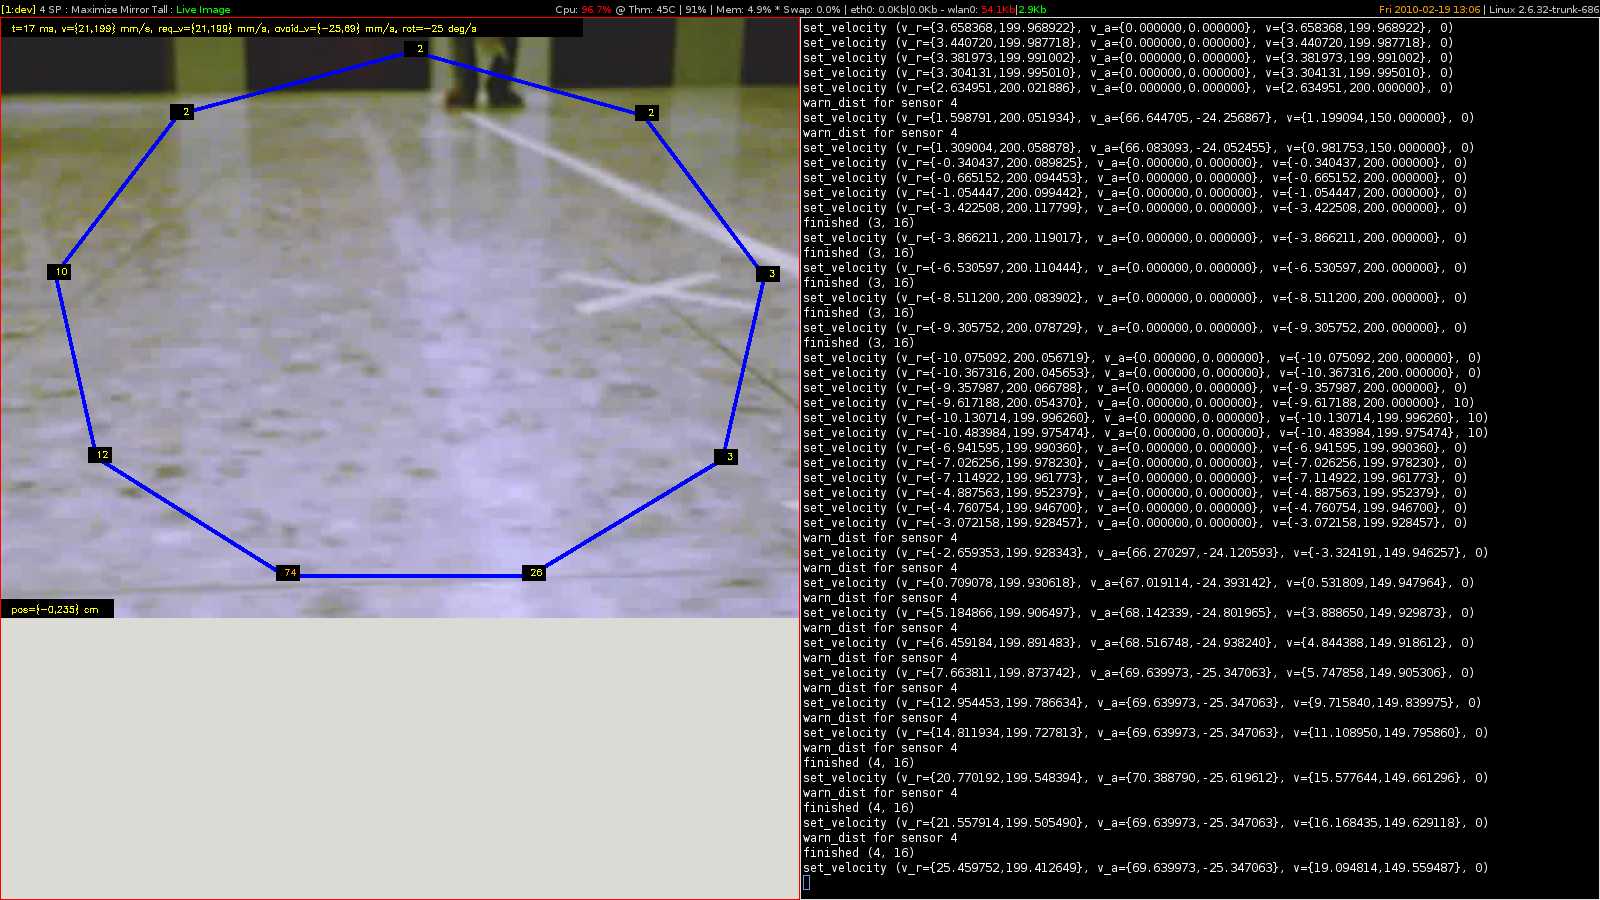 [1:dev] 4 SP : Maximize Mirror Tall : Live Image
Cpu: 96.7% @ Thm: 45C | 91% | Mem: 4.9% * Swap: 0.0% | eth0: 0.0Kb|0.0Kb - wlan0: 54.1Kb|2.9Kb
Fri 2010-02-19 13:06 | Linux 2.6.32-trunk-686
t=17 ms, v={21,199} mm/s, req_v={21,199} mm/s, avoid_v={-25,69} mm/s, rot=-25 deg/s
2
2
2
10
3
12
3
74
26
pos={-0,235} cm
set_velocity (v_r={3.658368,199.968922}, v_a={0.000000,0.000000}, v={3.658368,199.968922}, 0)
set_velocity (v_r={3.440720,199.987718}, v_a={0.000000,0.000000}, v={3.440720,199.987718}, 0)
set_velocity (v_r={3.381973,199.991002}, v_a={0.000000,0.000000}, v={3.381973,199.991002}, 0)
set_velocity (v_r={3.304131,199.995010}, v_a={0.000000,0.000000}, v={3.304131,199.995010}, 0)
set_velocity (v_r={2.634951,200.021886}, v_a={0.000000,0.000000}, v={2.634951,200.000000}, 0)
warn_dist for sensor 4
set_velocity (v_r={1.598791,200.051934}, v_a={66.644705,-24.256867}, v={1.199094,150.000000}, 0)
warn_dist for sensor 4
set_velocity (v_r={1.309004,200.058878}, v_a={66.083093,-24.052455}, v={0.981753,150.000000}, 0)
set_velocity (v_r={-0.340437,200.089825}, v_a={0.000000,0.000000}, v={-0.340437,200.000000}, 0)
set_velocity (v_r={-0.665152,200.094453}, v_a={0.000000,0.000000}, v={-0.665152,200.000000}, 0)
set_velocity (v_r={-1.054447,200.099442}, v_a={0.000000,0.000000}, v={-1.054447,200.000000}, 0)
set_velocity (v_r={-3.422508,200.117799}, v_a={0.000000,0.000000}, v={-3.422508,200.000000}, 0)
finished (3, 16)
set_velocity (v_r={-3.866211,200.119017}, v_a={0.000000,0.000000}, v={-3.866211,200.000000}, 0)
finished (3, 16)
set_velocity (v_r={-6.530597,200.110444}, v_a={0.000000,0.000000}, v={-6.530597,200.000000}, 0)
finished (3, 16)
set_velocity (v_r={-8.511200,200.083902}, v_a={0.000000,0.000000}, v={-8.511200,200.000000}, 0)
finished (3, 16)
set_velocity (v_r={-9.305752,200.078729}, v_a={0.000000,0.000000}, v={-9.305752,200.000000}, 0)
finished (3, 16)
set_velocity (v_r={-10.075092,200.056719}, v_a={0.000000,0.000000}, v={-10.075092,200.000000}, 0)
set_velocity (v_r={-10.367316,200.045653}, v_a={0.000000,0.000000}, v={-10.367316,200.000000}, 0)
set_velocity (v_r={-9.357987,200.066788}, v_a={0.000000,0.000000}, v={-9.357987,200.000000}, 0)
set_velocity (v_r={-9.617188,200.054370}, v_a={0.000000,0.000000}, v={-9.617188,200.000000}, 10)
set_velocity (v_r={-10.130714,199.996260}, v_a={0.000000,0.000000}, v={-10.130714,199.996260}, 10)
set_velocity (v_r={-10.483984,199.975474}, v_a={0.000000,0.000000}, v={-10.483984,199.975474}, 10)
set_velocity (v_r={-6.941595,199.990360}, v_a={0.000000,0.000000}, v={-6.941595,199.990360}, 0)
set_velocity (v_r={-7.026256,199.978230}, v_a={0.000000,0.000000}, v={-7.026256,199.978230}, 0)
set_velocity (v_r={-7.114922,199.961773}, v_a={0.000000,0.000000}, v={-7.114922,199.961773}, 0)
set_velocity (v_r={-4.887563,199.952379}, v_a={0.000000,0.000000}, v={-4.887563,199.952379}, 0)
set_velocity (v_r={-4.760754,199.946700}, v_a={0.000000,0.000000}, v={-4.760754,199.946700}, 0)
set_velocity (v_r={-3.072158,199.928457}, v_a={0.000000,0.000000}, v={-3.072158,199.928457}, 0)
warn_dist for sensor 4
set_velocity (v_r={-2.659353,199.928343}, v_a={66.270297,-24.120593}, v={-3.324191,149.946257}, 0)
warn_dist for sensor 4
set_velocity (v_r={0.709078,199.930618}, v_a={67.019114,-24.393142}, v={0.531809,149.947964}, 0)
warn_dist for sensor 4
set_velocity (v_r={5.184866,199.906497}, v_a={68.142339,-24.801965}, v={3.888650,149.929873}, 0)
warn_dist for sensor 4
set_velocity (v_r={6.459184,199.891483}, v_a={68.516748,-24.938240}, v={4.844388,149.918612}, 0)
warn_dist for sensor 4
set_velocity (v_r={7.663811,199.873742}, v_a={69.639973,-25.347063}, v={5.747858,149.905306}, 0)
warn_dist for sensor 4
set_velocity (v_r={12.954453,199.786634}, v_a={69.639973,-25.347063}, v={9.715840,149.839975}, 0)
warn_dist for sensor 4
set_velocity (v_r={14.811934,199.727813}, v_a={69.639973,-25.347063}, v={11.108950,149.795860}, 0)
warn_dist for sensor 4
finished (4, 16)
set_velocity (v_r={20.770192,199.548394}, v_a={70.388790,-25.619612}, v={15.577644,149.661296}, 0)
warn_dist for sensor 4
finished (4, 16)
set_velocity (v_r={21.557914,199.505490}, v_a={69.639973,-25.347063}, v={16.168435,149.629118}, 0)
warn_dist for sensor 4
finished (4, 16)
set_velocity (v_r={25.459752,199.412649}, v_a={69.639973,-25.347063}, v={19.094814,149.559487}, 0)